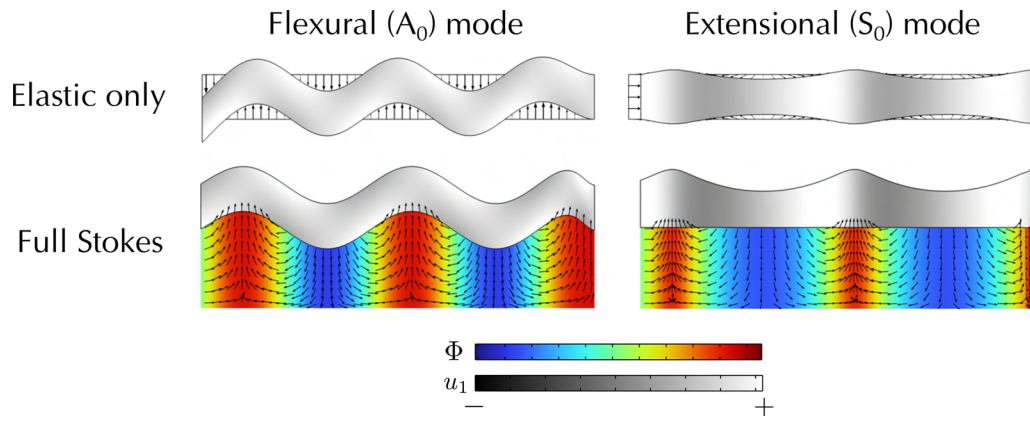 Flexural (A₀) mode
Extensional (S₀) mode
Elastic only
Full Stokes
Φ
u₁
− +